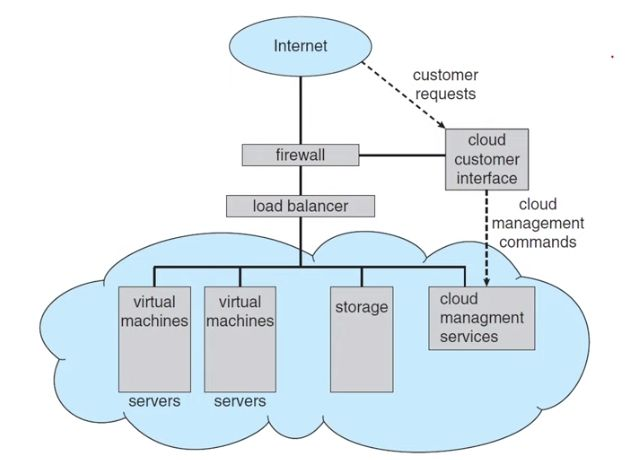 Internet
customer
requests
firewall
cloud
customer
interface
load balancer
cloud
management
commands
virtual
machines
virtual
machines
storage
cloud
managment
services
servers
servers